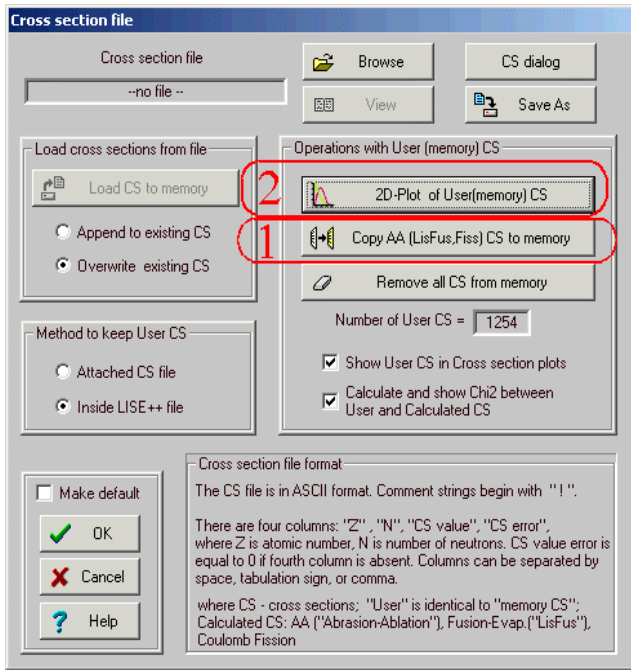 Cross section file
Cross section file
--no file --
Browse
CS dialog
View
Save As
Load cross sections from file
Load CS to memory
Append to existing CS
Overwrite existing CS
Method to keep User CS
Attached CS file
Inside LISE++ file
Operations with User (memory) CS
2
2D-Plot of User(memory) CS
1
Copy AA (LisFus,Fiss) CS to memory
Remove all CS from memory
Number of User CS = 1254
Show User CS in Cross section plots
Calculate and show Chi2 between
User and Calculated CS
Make default
OK
Cancel
Help
Cross section file format
The CS file is in ASCII format. Comment strings begin with "!".
There are four columns: "Z" , "N", "CS value", "CS error",
where Z is atomic number, N is number of neutrons. CS value error is
equal to 0 if fourth column is absent. Columns can be separated by
space, tabulation sign, or comma.
where CS - cross sections; "User" is identical to "memory CS";
Calculated CS: AA ("Abrasion-Ablation"), Fusion-Evap.("LisFus"),
Coulomb Fission